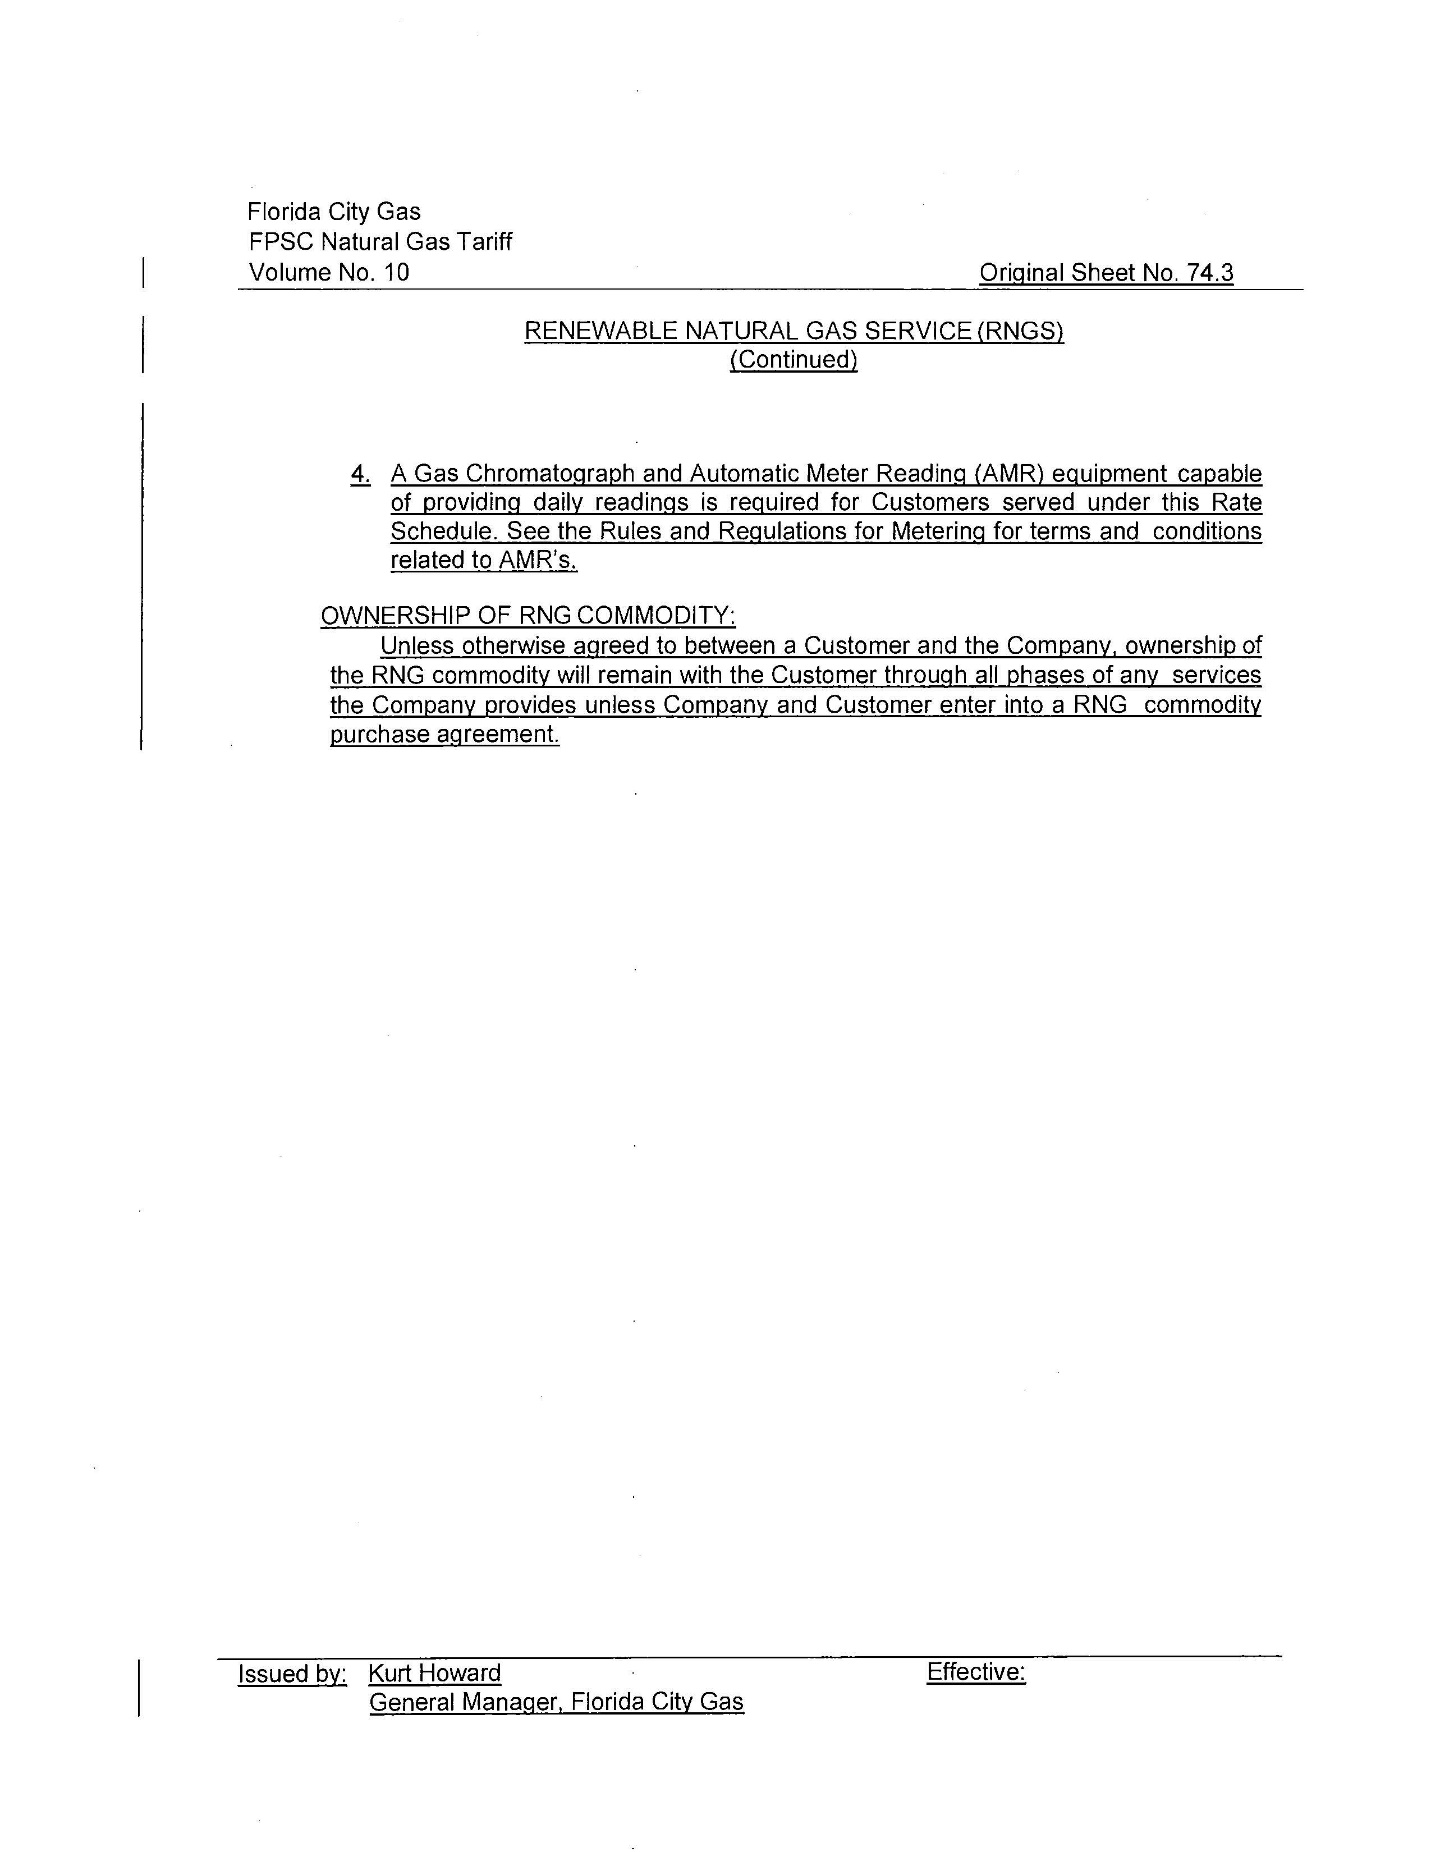 Florida City Gas
FPSC Natural Gas Tariff
Volume No. 10
Original Sheet No. 74.3
RENEWABLE NATURAL GAS SERVICE (RNGS)
(Continued)
4. A Gas Chromatograph and Automatic Meter Reading (AMR) equipment capable
of providing daily readings is required for Customers served under this Rate
Schedule. See the Rules and Regulations for Metering for terms and conditions
related to AMR's.
OWNERSHIP OF RNG COMMODITY:
Unless otherwise agreed to between a Customer and the Company, ownership of
the RNG commodity will remain with the Customer through all phases of any services
the Company provides unless Company and Customer enter into a RNG commodity
purchase agreement.
Issued by: Kurt Howard
Effective:
General Manager, Florida City Gas